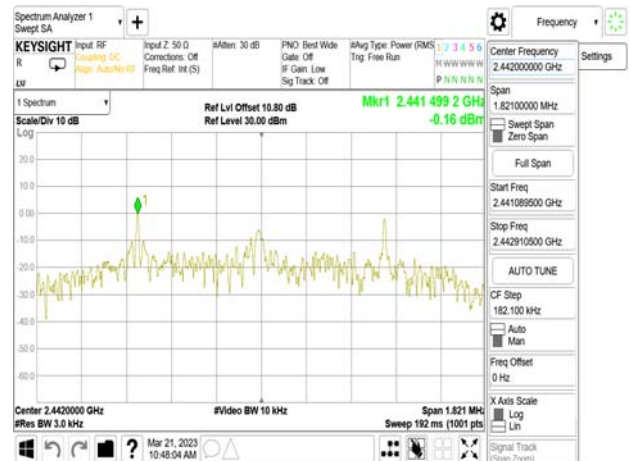 Spectrum Analyzer 1
Swept SA
Frequency
KEYSIGHT
R
Input: RF
Coupling: DC
Align: Auto/No RF
Input Z: 50 Ω
Corrections: Off
Freq Ref: Int (S)
#Atten: 30 dB
PNO: Best Wide
Gate: Off
IF Gain: Low
Sig Track: Off
#Avg Type: Power (RMS
Trig: Free Run
1 2 3 4 5 6
M W W W W W
P N N N N N
Center Frequency
2.442000000 GHz
Settings
Span
1.82100000 MHz
Swept Span
Zero Span
Full Span
Start Freq
2.441089500 GHz
Stop Freq
2.442910500 GHz
AUTO TUNE
CF Step
182.100 kHz
Auto
Man
Freq Offset
0 Hz
X Axis Scale
Log
Lin
Signal Track
(Span Zoom)
1 Spectrum
Scale/Div 10 dB
Log
Ref Lvl Offset 10.80 dB
Ref Level 30.00 dBm
Mkr1 2.441 499 2 GHz
-0.16 dBm
20.0
10.0
0.00
-10.0
-20.0
-30.0
-40.0
-50.0
-60.0
1
Center 2.4420000 GHz
#Res BW 3.0 kHz
#Video BW 10 kHz
Span 1.821 MHz
Sweep 192 ms (1001 pts
Mar 21, 2023
10:48:04 AM